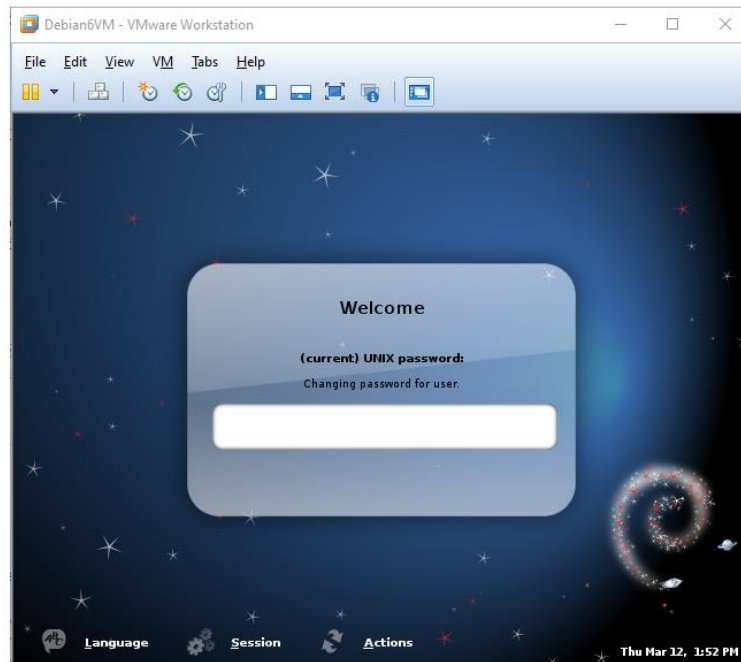 Debian6VM - VMware Workstation
File Edit View VM Tabs Help
Welcome
(current) UNIX password:
Changing password for user.
Language Session Actions
Thu Mar 12, 1:52 PM